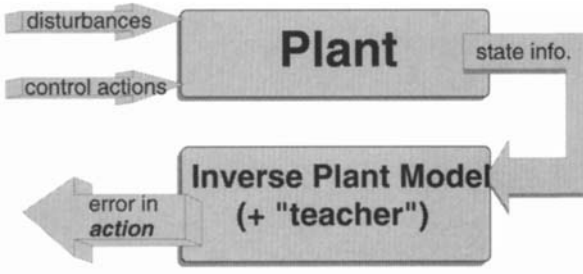 disturbances
Plant
state info.
control actions
Inverse Plant Model
(+ "teacher")
error in
action